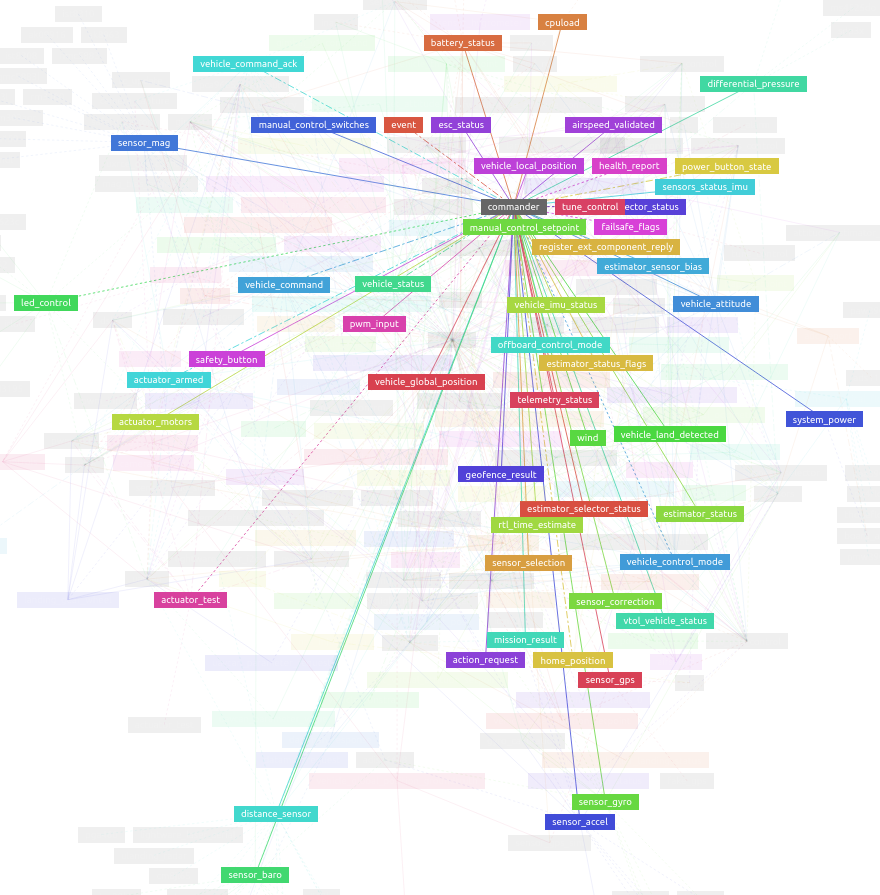 cpuload
battery_status
vehicle_command_ack
differential_pressure
manual_control_switches
event
esc_status
airspeed_validated
sensor_mag
vehicle_local_position
health_report
power_button_state
sensors_status_imu
commander
tune_control
ector_status
manual_control_setpoint
failsafe_flags
register_ext_component_reply
estimator_sensor_bias
vehicle_command
vehicle_status
led_control
vehicle_imu_status
vehicle_attitude
pwm_input
offboard_control_mode
safety_button
estimator_status_flags
actuator_armed
vehicle_global_position
telemetry_status
actuator_motors
system_power
wind
vehicle_land_detected
geofence_result
estimator_selector_status
estimator_status
rtl_time_estimate
sensor_selection
vehicle_control_mode
actuator_test
sensor_correction
vtol_vehicle_status
mission_result
action_request
home_position
sensor_gps
sensor_gyro
distance_sensor
sensor_accel
sensor_baro